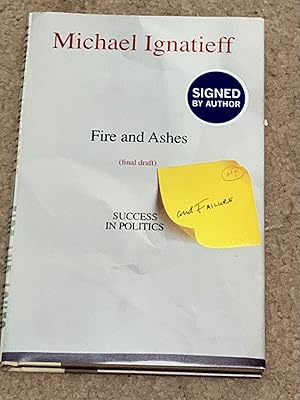 Michael Ignatieff
SIGNED
BY AUTHOR
Fire and Ashes
(final draft)
MI
and FAILURE
SUCCESS
IN POLITICS